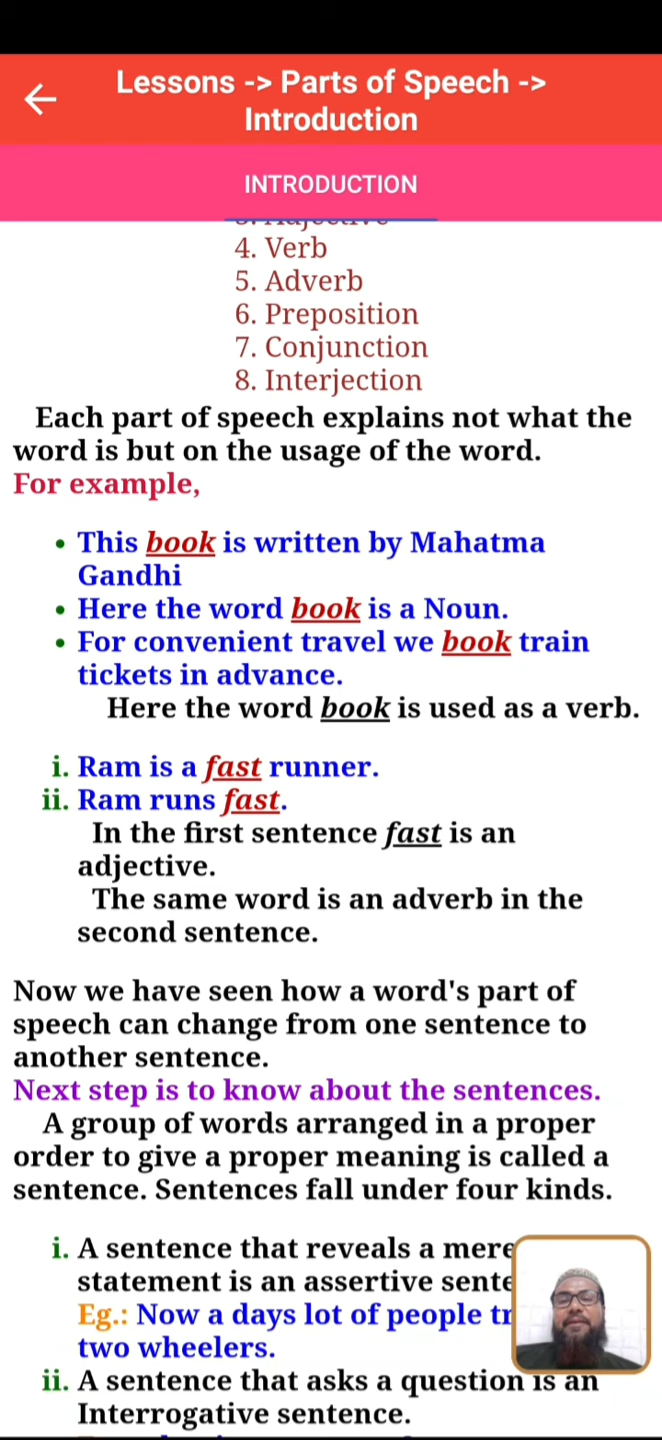 Lessons -> Parts of Speech ->
Introduction
INTRODUCTION
4. Verb
5. Adverb
6. Preposition
7. Conjunction
8. Interjection
Each part of speech explains not what the
word is but on the usage of the word.
For example,
• This book is written by Mahatma
Gandhi
• Here the word book is a Noun.
• For convenient travel we book train
tickets in advance.
Here the word book is used as a verb.
i. Ram is a fast runner.
ii. Ram runs fast.
In the first sentence fast is an
adjective.
The same word is an adverb in the
second sentence.
Now we have seen how a word's part of
speech can change from one sentence to
another sentence.
Next step is to know about the sentences.
A group of words arranged in a proper
order to give a proper meaning is called a
sentence. Sentences fall under four kinds.
i. A sentence that reveals a mere
statement is an assertive
Eg.: Now a days lot of people
two wheelers.
ii. A sentence that asks a question is an
Interrogative sentence.